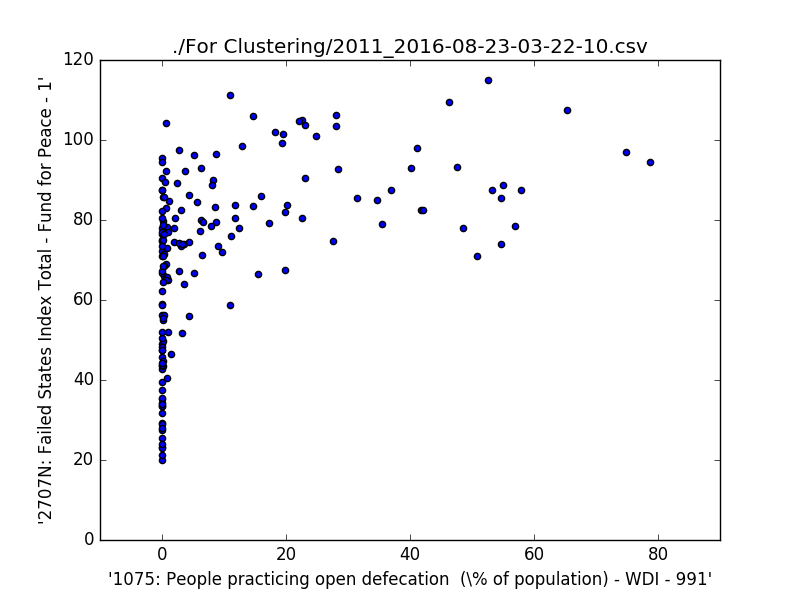 ./For Clustering/2011_2016-08-23-03-22-10.csv
120
100
80
60
40
20
0
'2707N: Failed States Index Total - Fund for Peace - 1'
0 20 40 60 80
'1075: People practicing open defecation  (\% of population) - WDI - 991'